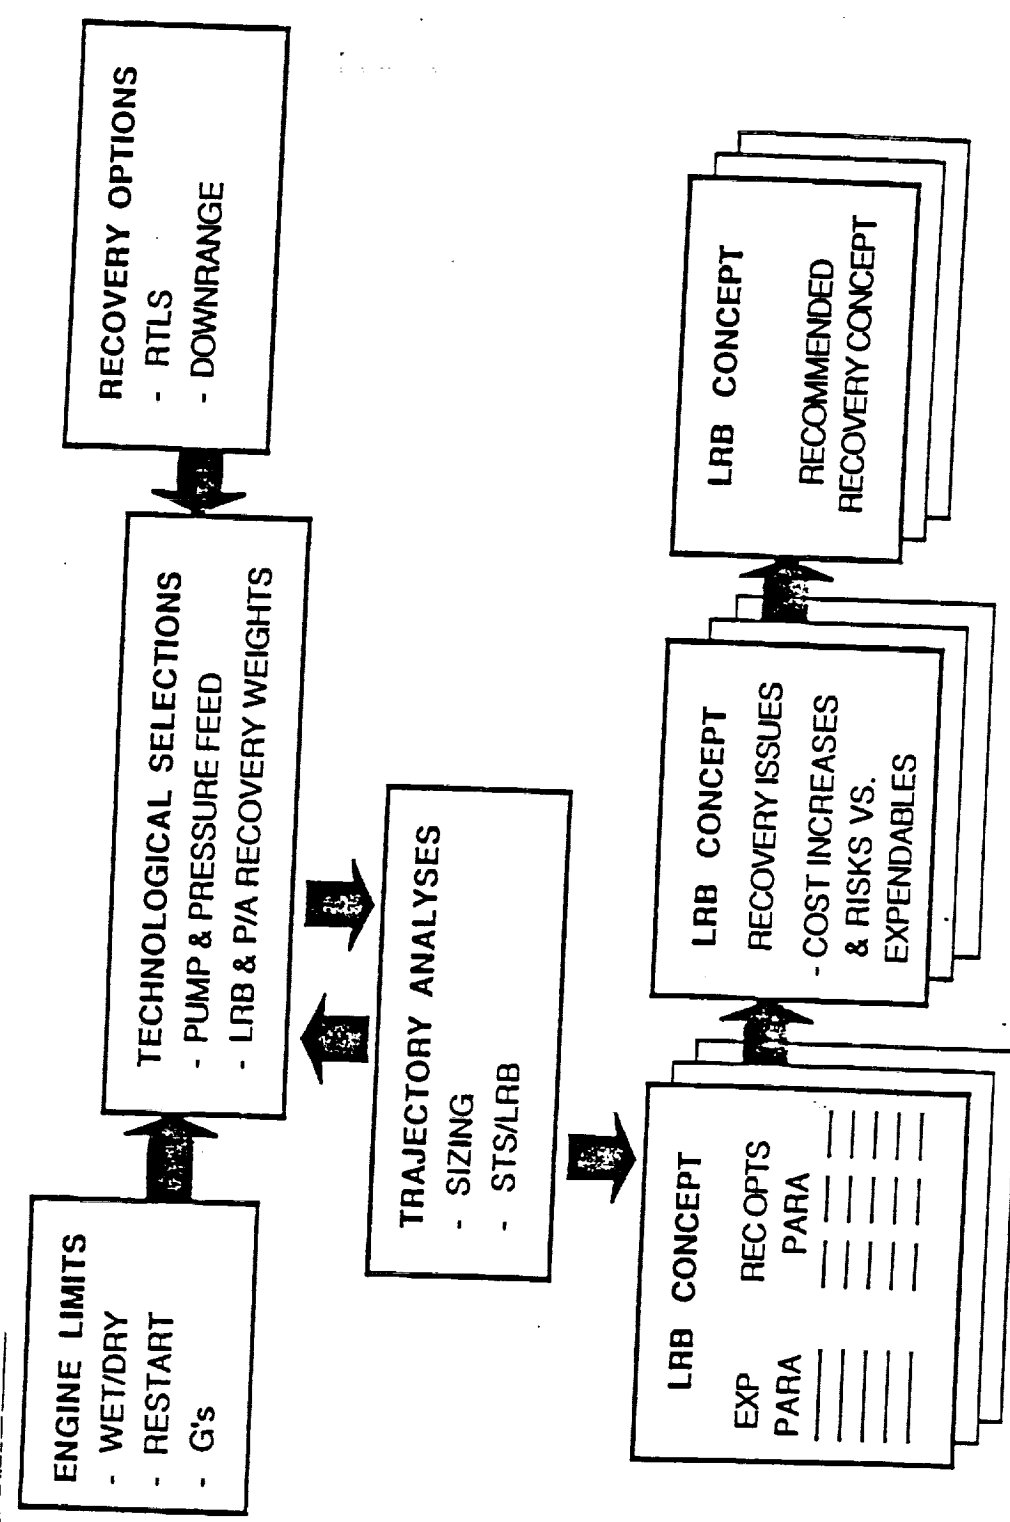 ENGINE LIMITS
- WET/DRY
- RESTART
- G's
TECHNOLOGICAL SELECTIONS
- PUMP & PRESSURE FEED
- LRB & P/A RECOVERY WEIGHTS
RECOVERY OPTIONS
- RTLS
- DOWNRANGE
TRAJECTORY ANALYSES
- SIZING
- STS/LRB
LRB CONCEPT
EXP REC OPTS
PARA PARA
LRB CONCEPT
RECOVERY ISSUES
- COST INCREASES
& RISKS VS.
EXPENDABLES
LRB CONCEPT
RECOMMENDED
RECOVERY CONCEPT